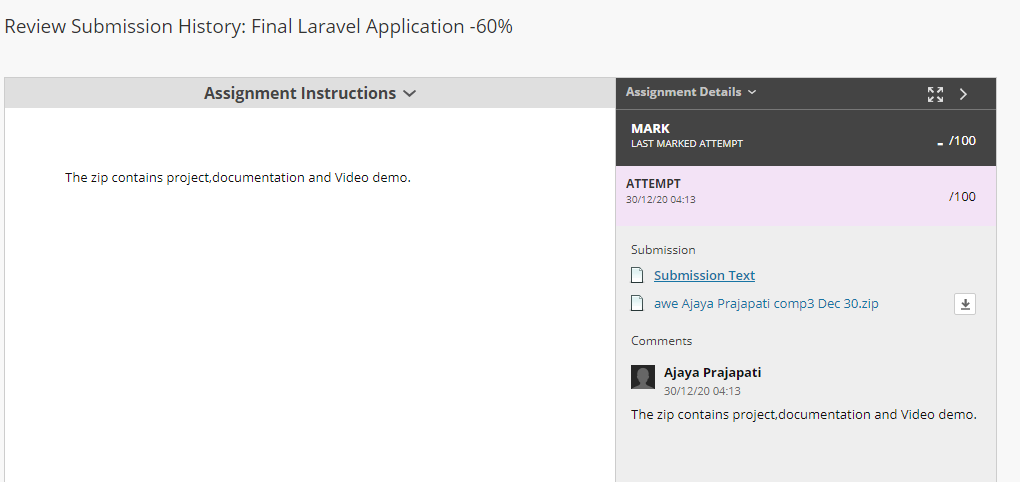 Review Submission History: Final Laravel Application -60%
Assignment Instructions
The zip contains project,documentation and Video demo.
Assignment Details
MARK
LAST MARKED ATTEMPT
- /100
ATTEMPT
30/12/20 04:13
/100
Submission
Submission Text
awe Ajaya Prajapati comp3 Dec 30.zip
Comments
Ajaya Prajapati
30/12/20 04:13
The zip contains project,documentation and Video demo.